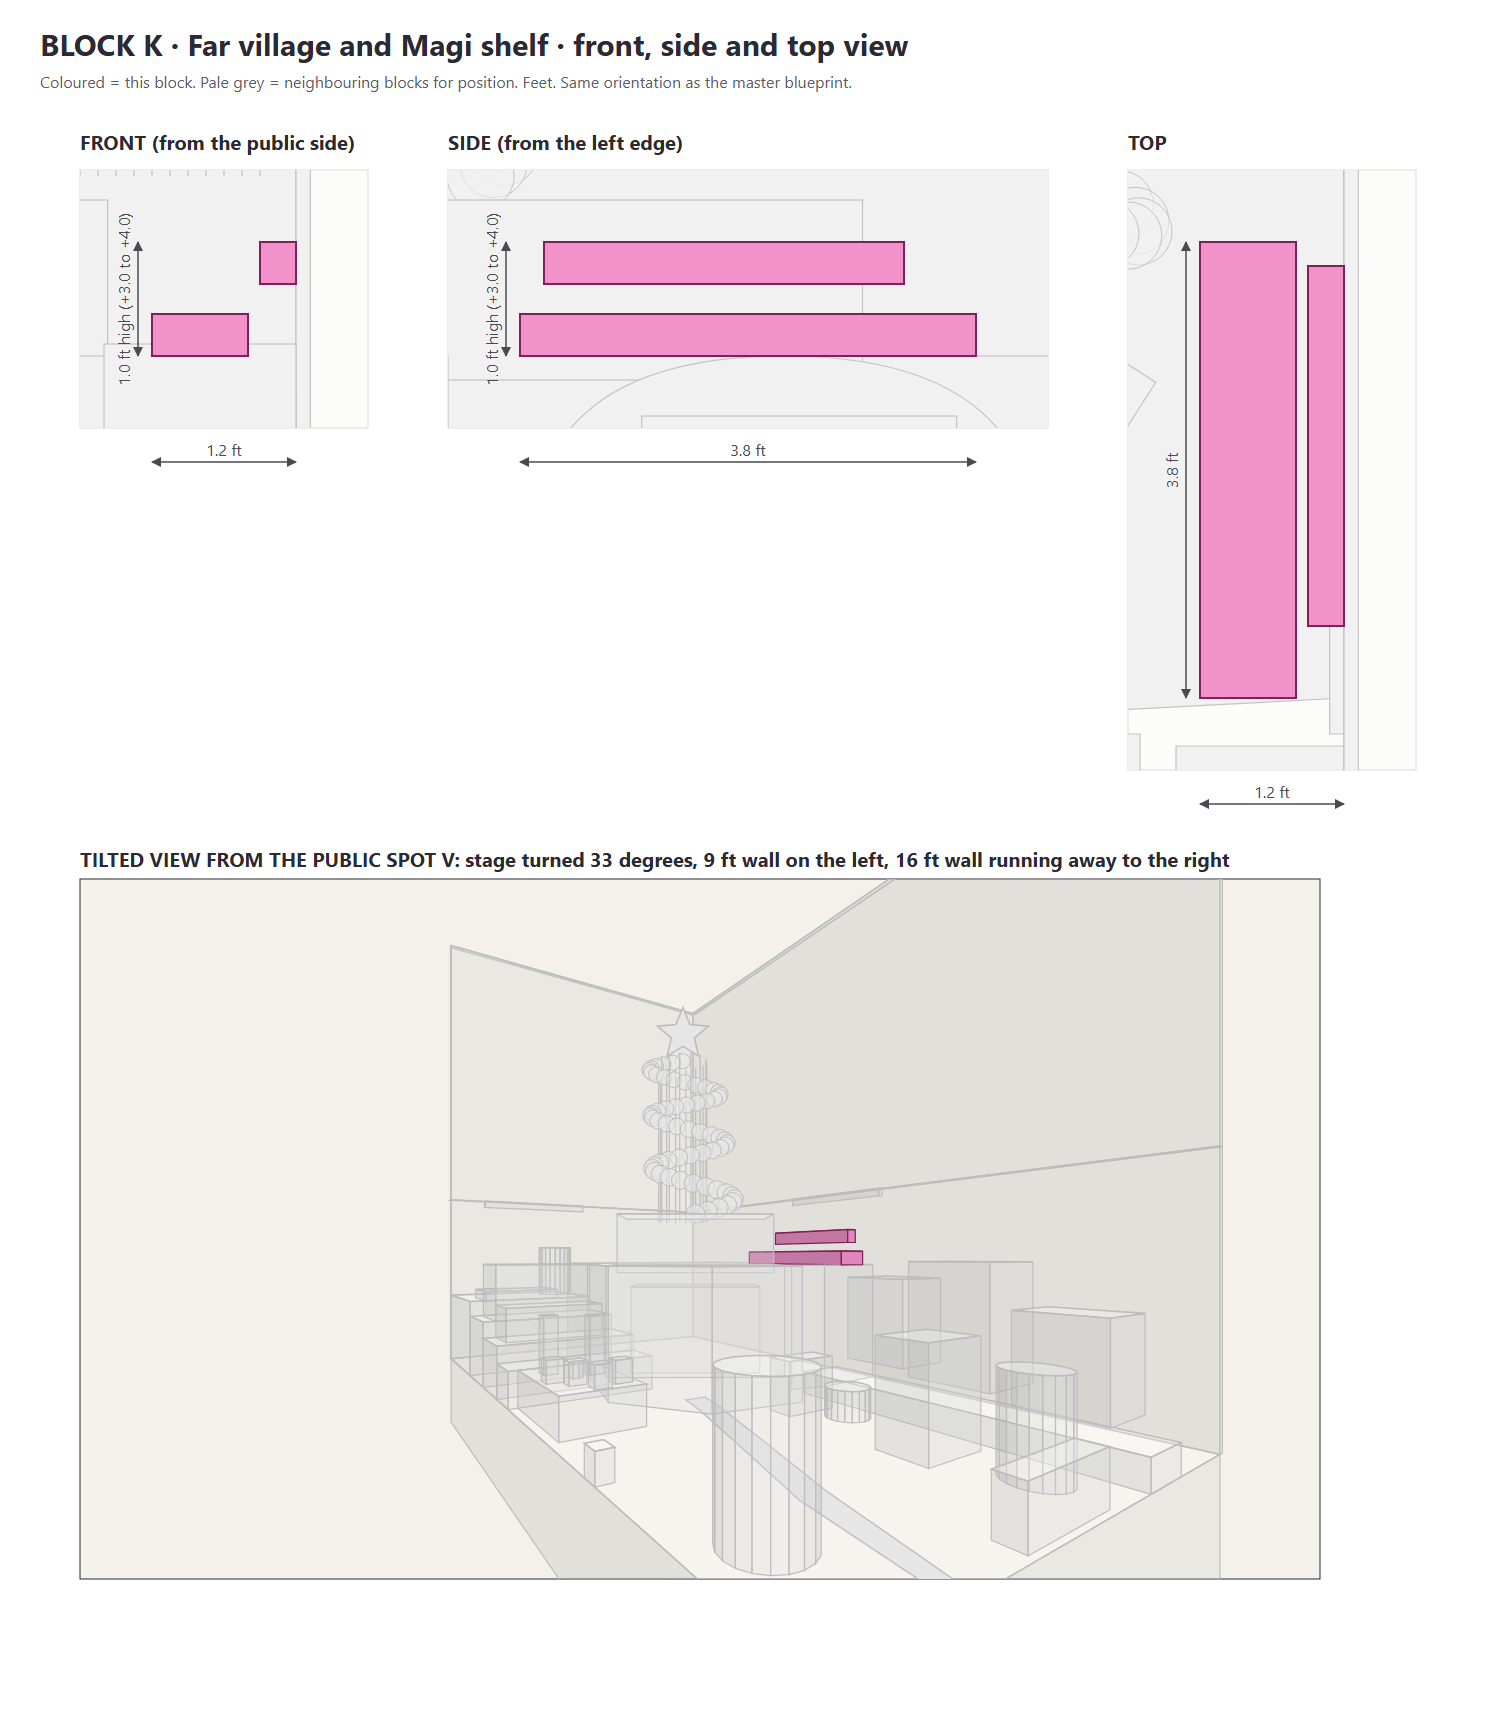 BLOCK K · Far village and Magi shelf · front, side and top view
Coloured = this block. Pale grey = neighbouring blocks for position. Feet. Same orientation as the master blueprint.
FRONT (from the public side)
SIDE (from the left edge)
TOP
1.0 ft high (+3.0 to +4.0)
1.2 ft
1.0 ft high (+3.0 to +4.0)
3.8 ft
3.8 ft
1.2 ft
TILTED VIEW FROM THE PUBLIC SPOT V: stage turned 33 degrees, 9 ft wall on the left, 16 ft wall running away to the right